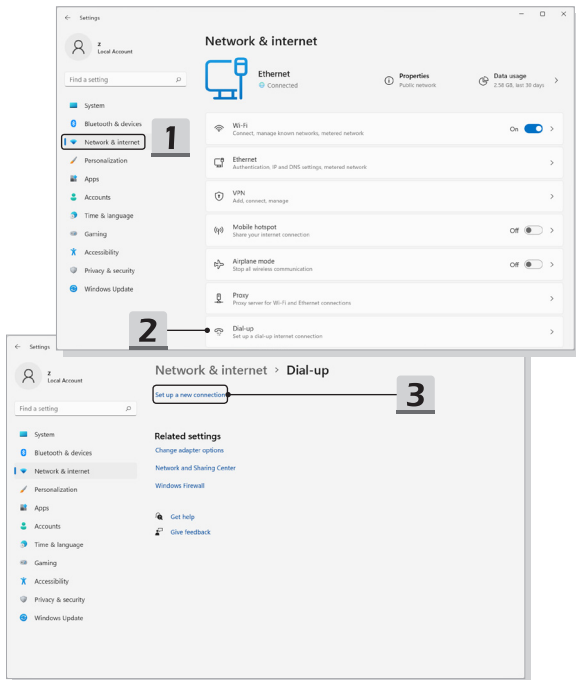 Settings
z
Local Account
Find a setting
System
Bluetooth & devices
Network & internet
Personalization
Apps
Accounts
Time & language
Gaming
Accessibility
Privacy & security
Windows Update
1
Network & internet
Ethernet
Connected
Properties
Public network
Data usage
2.58 GB, last 30 days
Wi-Fi
Connect, manage known networks, metered network
On
Ethernet
Authentication, IP and DNS settings, metered network
VPN
Add, connect, manage
Mobile hotspot
Share your internet connection
Off
Airplane mode
Stop all wireless communication
Off
Proxy
Proxy server for Wi-Fi and Ethernet connections
2
Dial-up
Set up a dial-up internet connection
Settings
z
Local Account
Find a setting
System
Bluetooth & devices
Network & internet
Personalization
Apps
Accounts
Time & language
Gaming
Accessibility
Privacy & security
Windows Update
Network & internet > Dial-up
Set up a new connection
3
Related settings
Change adapter options
Network and Sharing Center
Windows Firewall
Get help
Give feedback